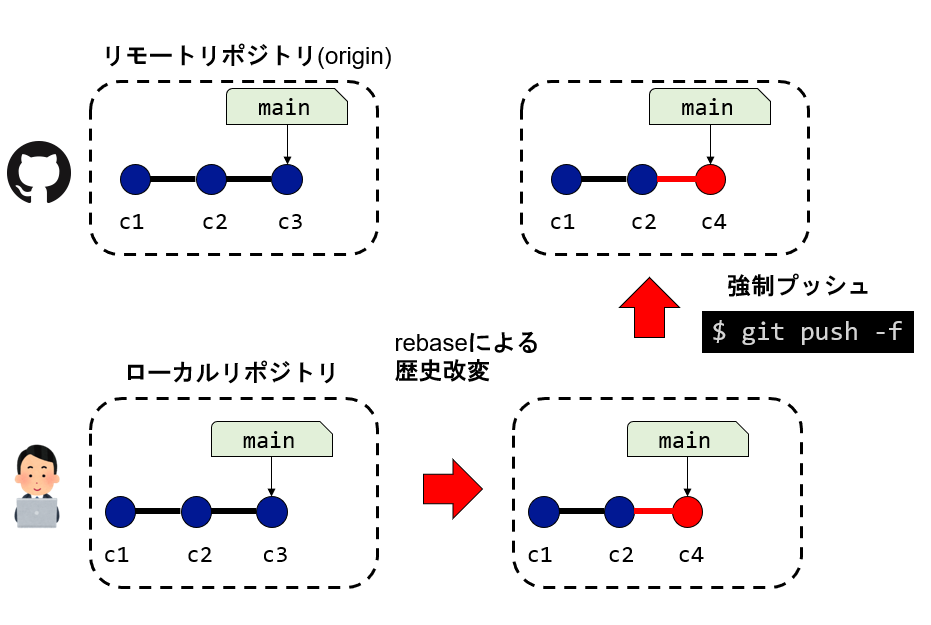 リモートリポジトリ(origin)
main
c1 c2 c3
main
c1 c2 c4
強制プッシュ
$ git push -f
rebaseによる
歴史改変
ローカルリポジトリ
main
c1 c2 c3
main
c1 c2 c4